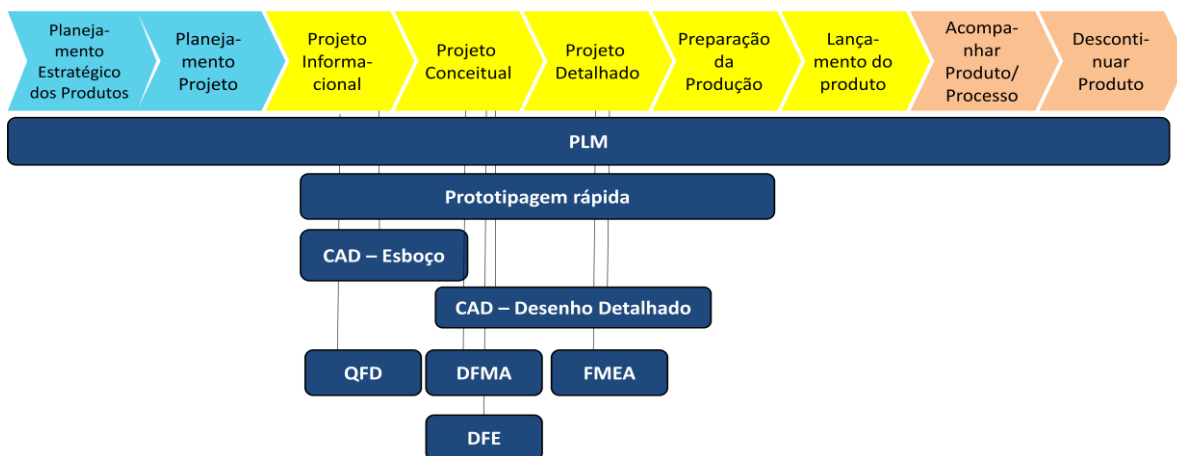 Planeja-
mento
Estratégico
dos Produtos
Planeja-
mento
Projeto
Projeto
Informa-
cional
Projeto
Conceitual
Projeto
Detalhado
Preparação
da
Produção
Lança-
mento do
produto
Acompa-
nhar
Produto/
Processo
Desconti-
nuar
Produto
PLM
Prototipagem rápida
CAD – Esboço
CAD – Desenho Detalhado
QFD
DFMA
FMEA
DFE